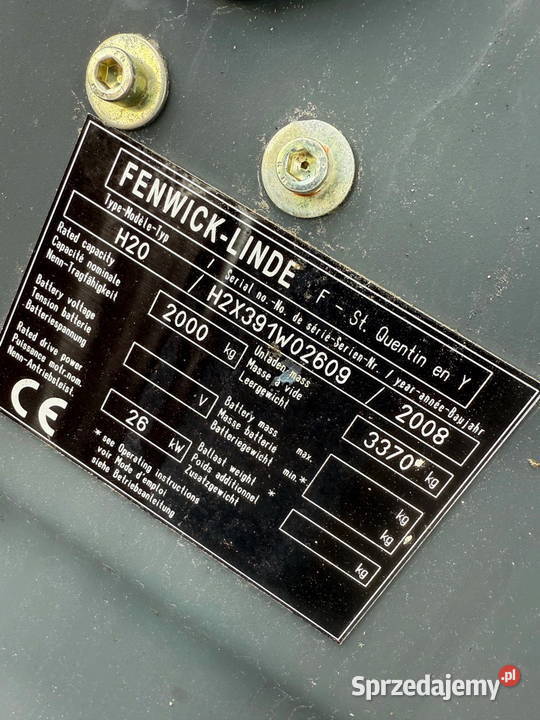 FENWICK-LINDE F - St. Quentin en Y
Type-Modèle-Typ / Serial no.-No. de série-Serien-Nr. / year-année-Baujahr
H20 / H2X391W02609 / 2008
Rated capacity
Capacité nominale
Nenn-Tragfähigkeit
2000 kg
Unladen mass
Masse à vide
Leergewicht
3370* kg
Battery voltage
Tension batterie
Batteriespannung
V
Battery mass max.
Masse batterie
Batteriegewicht min.*
kg
kg
Rated drive power
Puissance motr.nom.
Nenn-Antriebsleist.
26 kW
Ballast weight
Poids additionnel *
Zusatzgewicht
kg
CE
*see Operating instructions
voir Mode d'emploi
siehe Betriebsanleitung
Sprzedajemy.pl